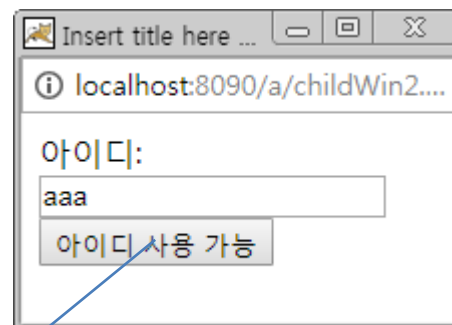 Insert title here ...
localhost:8090/a/childWin2....
아이디:
aaa
아이디 사용 가능